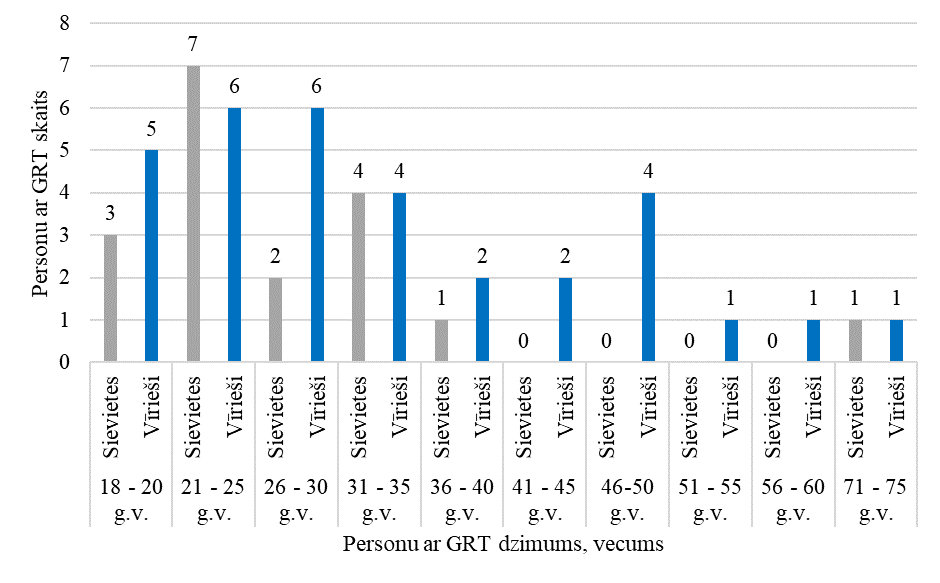 8
7
6
5
4
3
2
1
0
Personu ar GRT skaits
3
5
7
6
2
6
4
4
1
2
0
2
0
4
0
1
0
1
1
1
Sievietes
Vīrieši
Sievietes
Vīrieši
Sievietes
Vīrieši
Sievietes
Vīrieši
Sievietes
Vīrieši
Sievietes
Vīrieši
Sievietes
Vīrieši
Sievietes
Vīrieši
Sievietes
Vīrieši
Sievietes
Vīrieši
18 - 20 g.v.
21 - 25 g.v.
26 - 30 g.v.
31 - 35 g.v.
36 - 40 g.v.
41 - 45 g.v.
46-50 g.v.
51 - 55 g.v.
56 - 60 g.v.
71 - 75 g.v.
Personu ar GRT dzimums, vecums